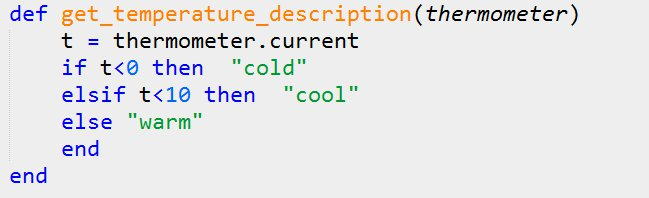 def get_temperature_description(thermometer)
    t = thermometer.current
    if t<0 then  "cold"
    elsif t<10 then  "cool"
    else "warm"
    end
end